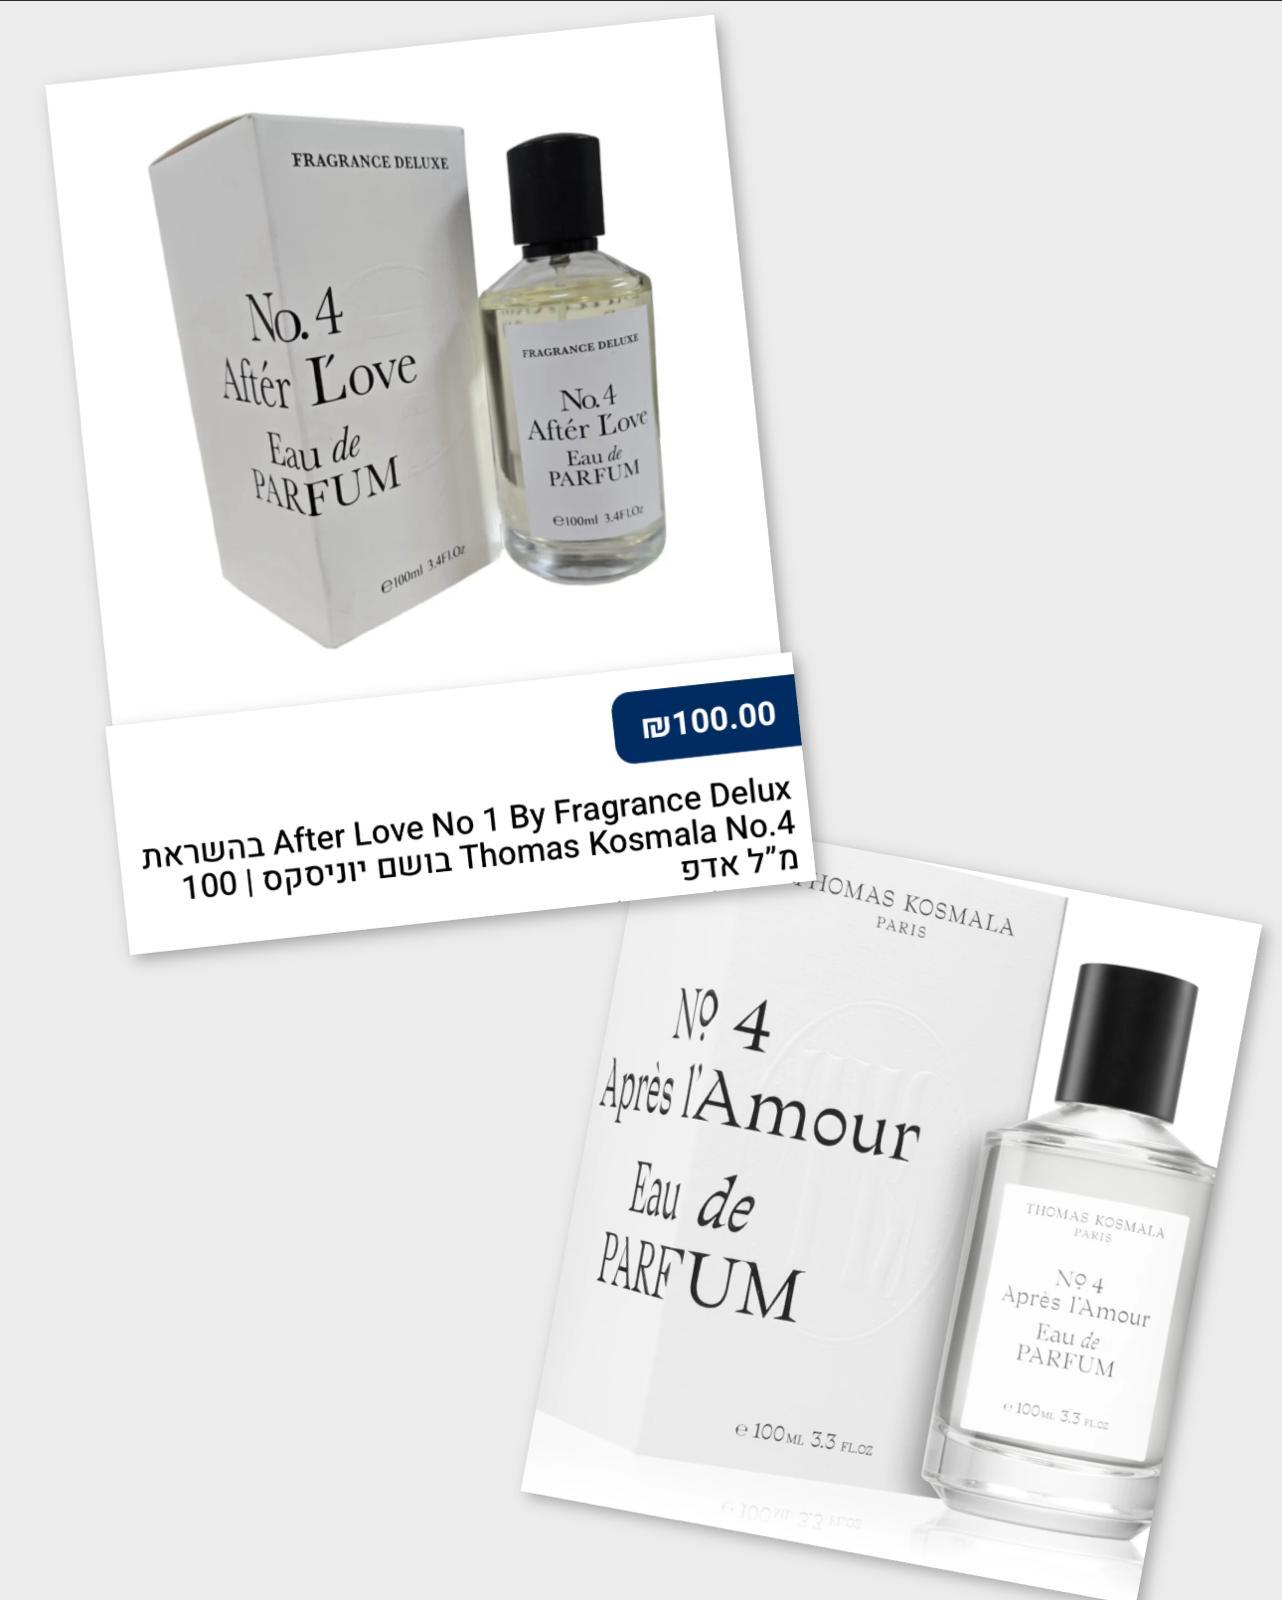 FRAGRANCE DELUXE
No. 4
Aftér L'ove
Eau de
PARFUM
℮100ml 3.4Fl.Oz
FRAGRANCE DELUXE
No. 4
Aftér L'ove
Eau de
PARFUM
℮100ml 3.4Fl.Oz
₪100.00
After Love No 1 By Fragrance Delux בהשראת
Thomas Kosmala No.4 בושם יוניסקס | 100
מ"ל אדפ
THOMAS KOSMALA
PARIS
Nº 4
Après l'Amour
Eau de
PARFUM
℮ 100ML 3.3 FL.OZ
THOMAS KOSMALA
PARIS
Nº 4
Après l'Amour
Eau de
PARFUM
℮ 100ML 3.3 FL.OZ